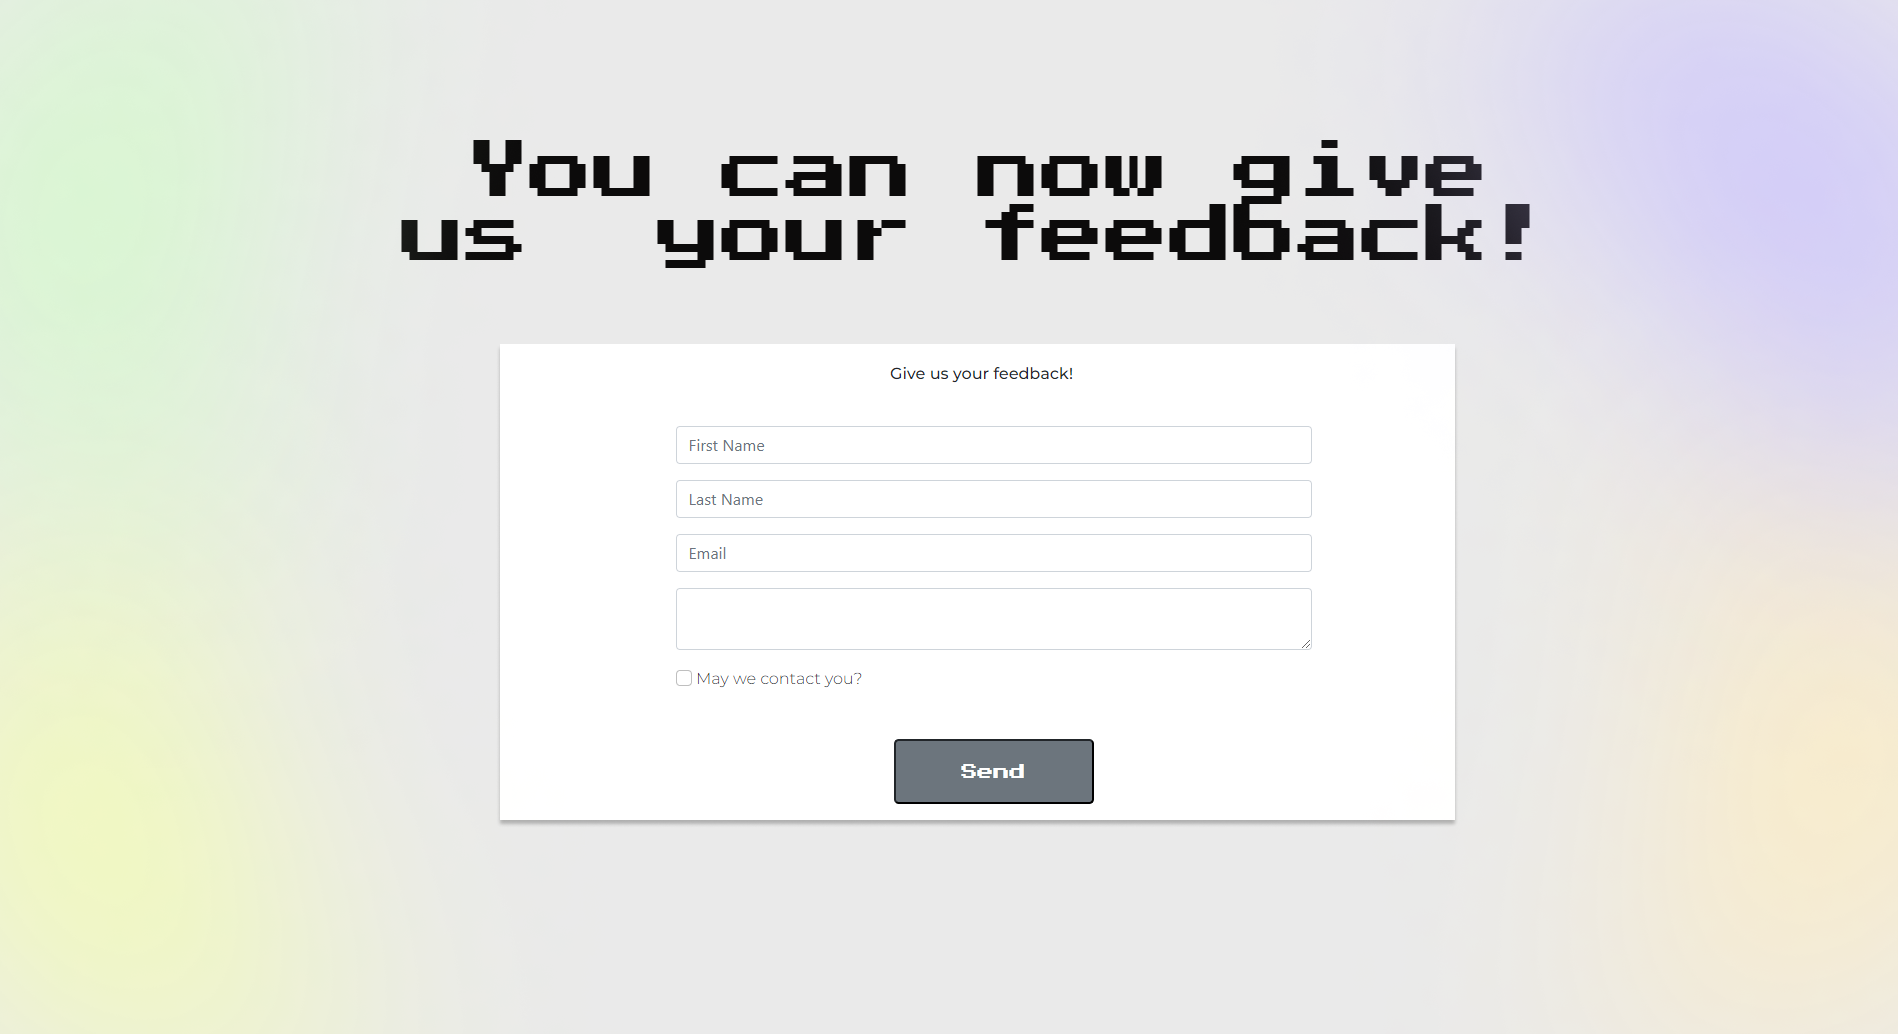 You can now give
us your feedback!
Give us your feedback!
First Name
Last Name
Email
May we contact you?
Send